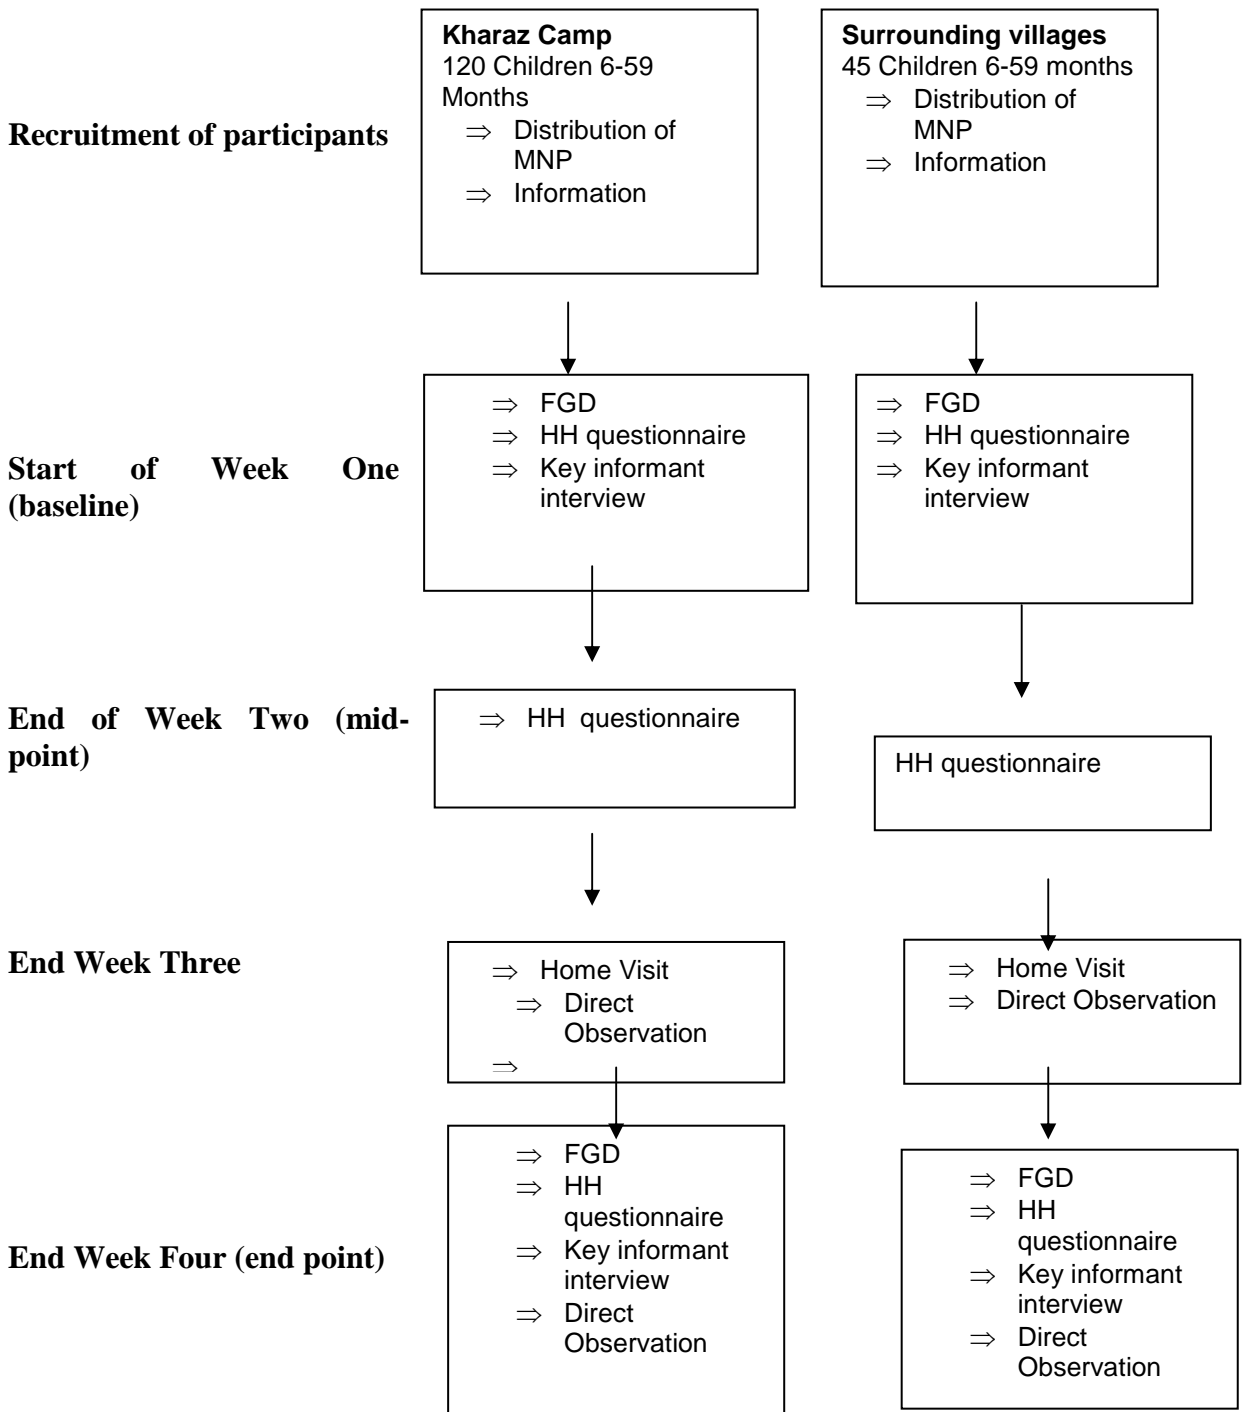 Kharaz Camp
120 Children 6-59
Months
⇒ Distribution of
MNP
⇒ Information
Surrounding villages
45 Children 6-59 months
⇒ Distribution of
MNP
⇒ Information
Recruitment of participants
⇒ FGD
⇒ HH questionnaire
⇒ Key informant
interview
⇒ FGD
⇒ HH questionnaire
⇒ Key informant
interview
Start of Week One
(baseline)
End of Week Two (mid-
point)
⇒ HH questionnaire
HH questionnaire
End Week Three
⇒ Home Visit
⇒ Direct
Observation
⇒
⇒ Home Visit
⇒ Direct Observation
⇒ FGD
⇒ HH
questionnaire
⇒ Key informant
interview
⇒ Direct
Observation
⇒ FGD
⇒ HH
questionnaire
⇒ Key informant
interview
⇒ Direct
Observation
End Week Four (end point)